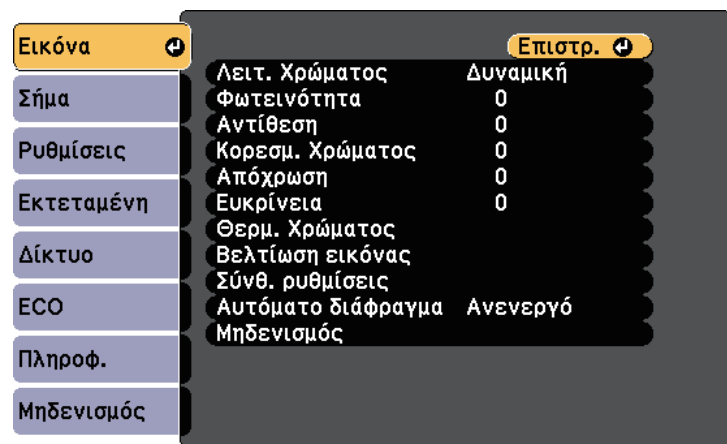 Εικόνα
Σήμα
Ρυθμίσεις
Εκτεταμένη
Δίκτυο
ECO
Πληροφ.
Μηδενισμός
Επιστρ.
Λειτ. Χρώματος Δυναμική
Φωτεινότητα 0
Αντίθεση 0
Κορεσμ. Χρώματος 0
Απόχρωση 0
Ευκρίνεια 0
Θερμ. Χρώματος
Βελτίωση εικόνας
Σύνθ. ρυθμίσεις
Αυτόματο διάφραγμα Ανενεργό
Μηδενισμός